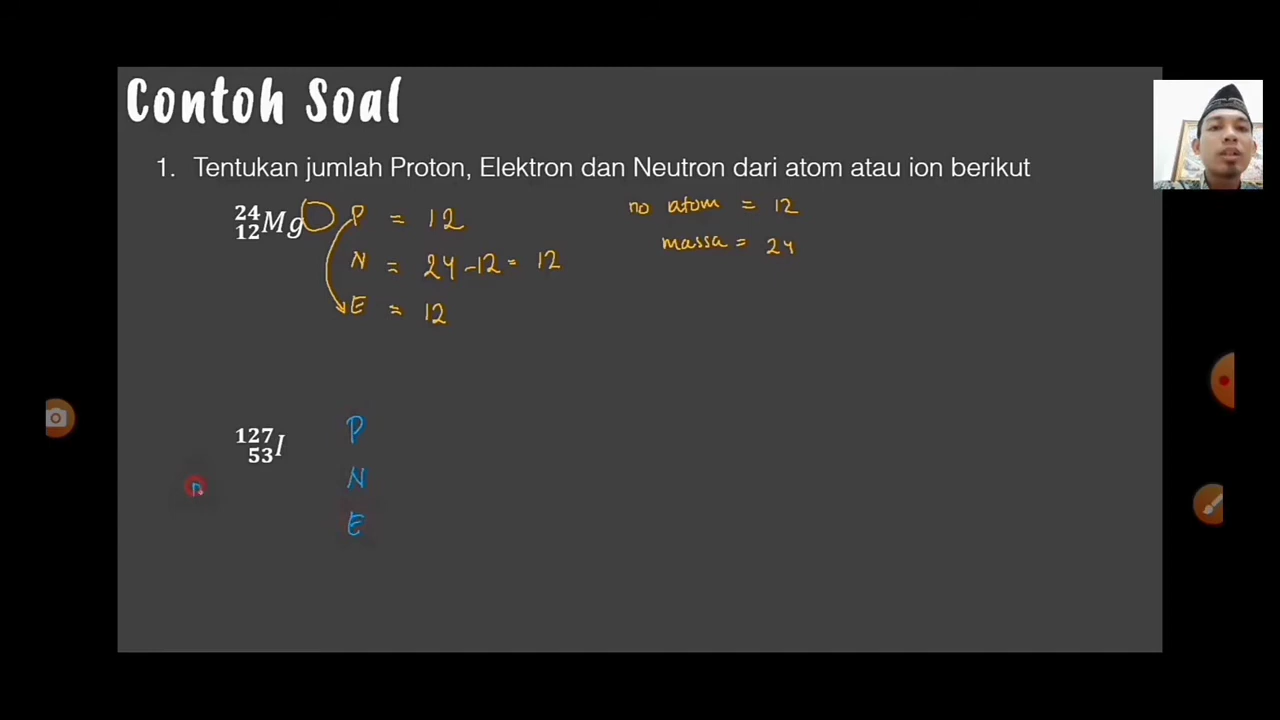 Contoh Soal
1. Tentukan jumlah Proton, Elektron dan Neutron dari atom atau ion berikut
24 12 Mg P = 12 no atom = 12
N = 24 - 12 = 12 massa = 24
E = 12
127 53 I P
N
n
E